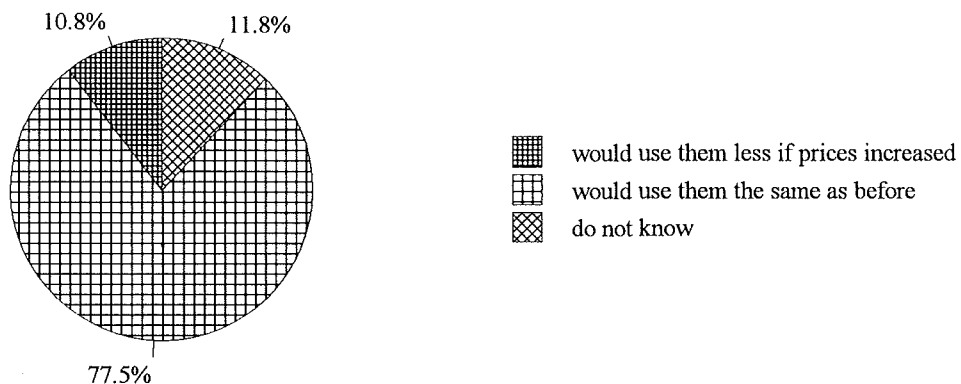 10.8%
11.8%
would use them less if prices increased
would use them the same as before
do not know
77.5%